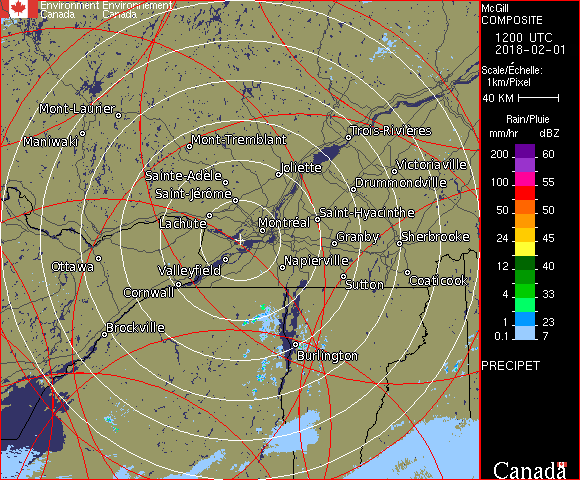 Environment Environnement
Canada Canada
McGill
COMPOSITE
1200 UTC
2018-02-01
Scale/Échelle:
1km/Pixel
40 KM
Rain/Pluie
mm/hr dBZ
200 60
150 57
100 55
50 50
24 45
12 40
4 33
1 23
0.1 7
PRECIPET
Canada
Mont-Laurier
Maniwaki
Mont-Tremblant
Trois-Rivières
Joliette
Victoriaville
Sainte-Adèle
Drummondville
Saint-Jérôme
Saint-Hyacinthe
Lachute
Montréal
Granby
Sherbrooke
Ottawa
Valleyfield
Napierville
Cornwall
Sutton
Coaticook
Brockville
Burlington